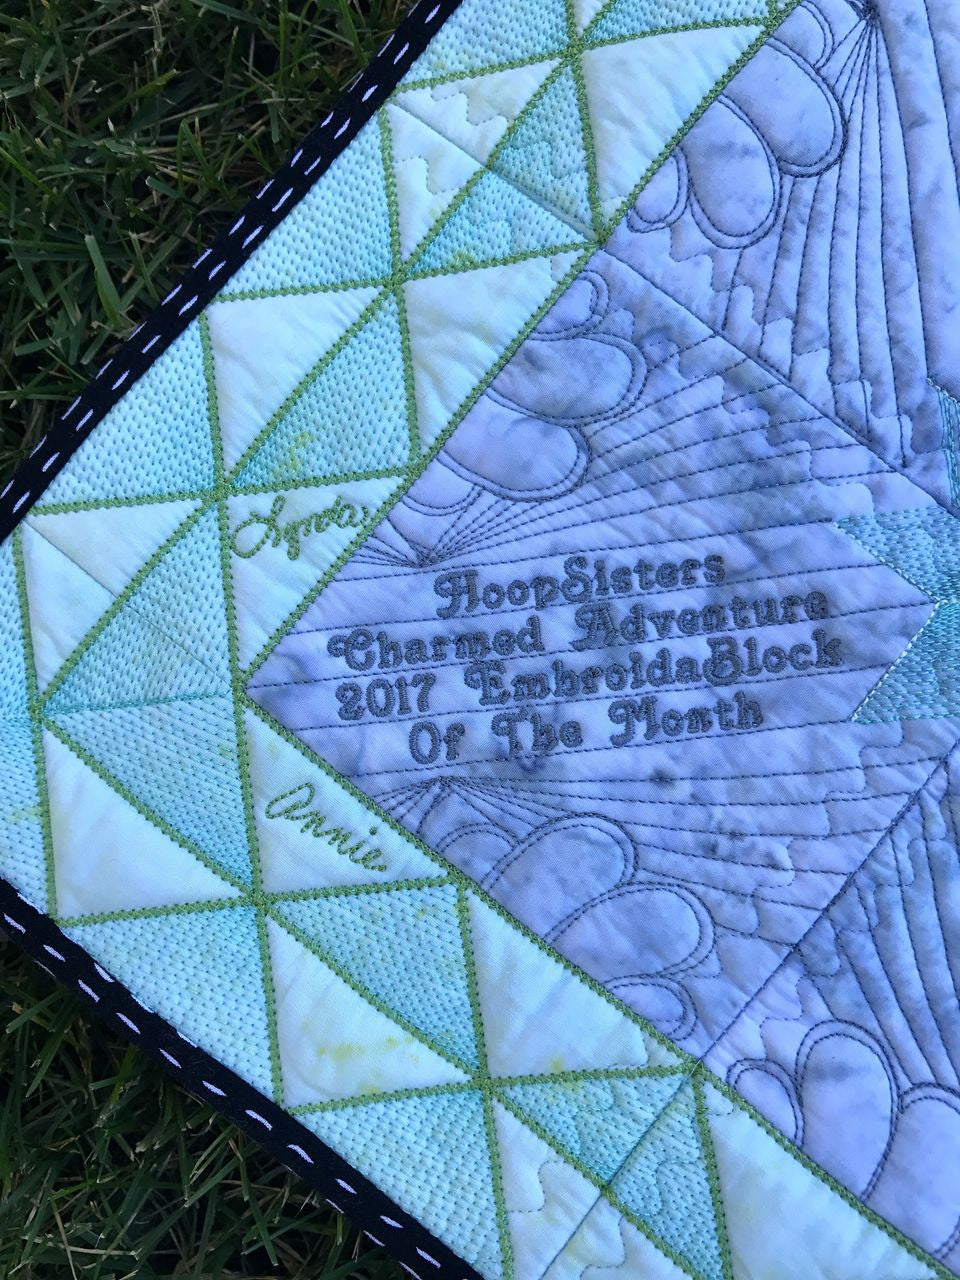 HoopSisters
Charmed Adventure
2017 EmbroidaBlock
Of The Month
Annie